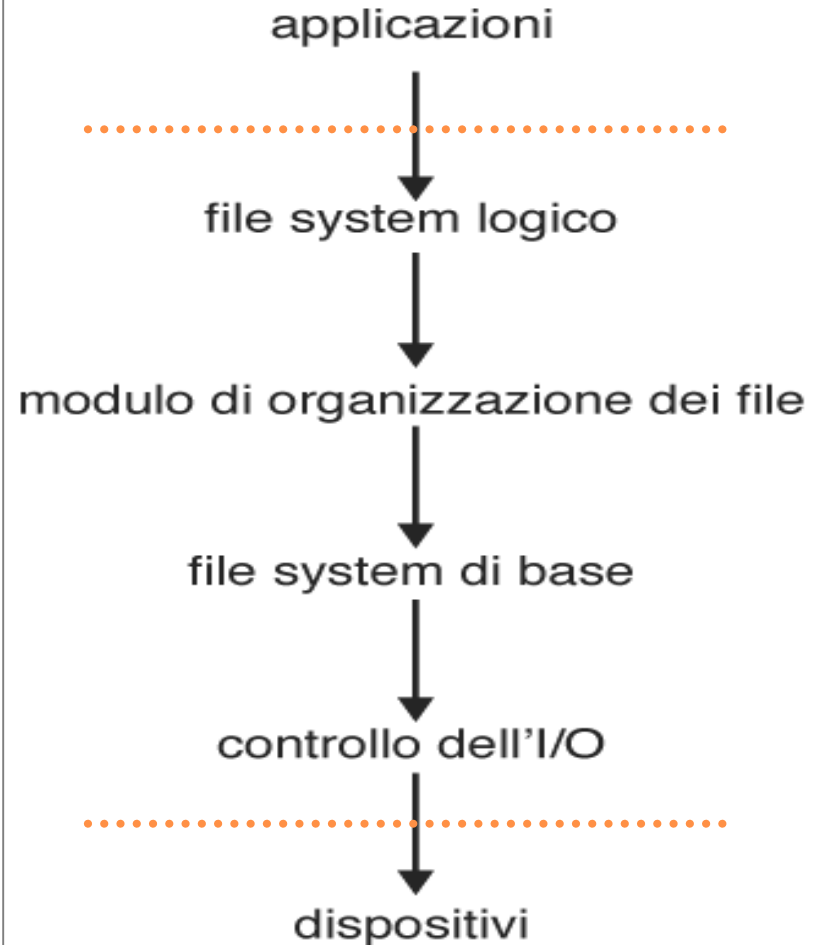 applicazioni
file system logico
modulo di organizzazione dei file
file system di base
controllo dell’I/O
dispositivi